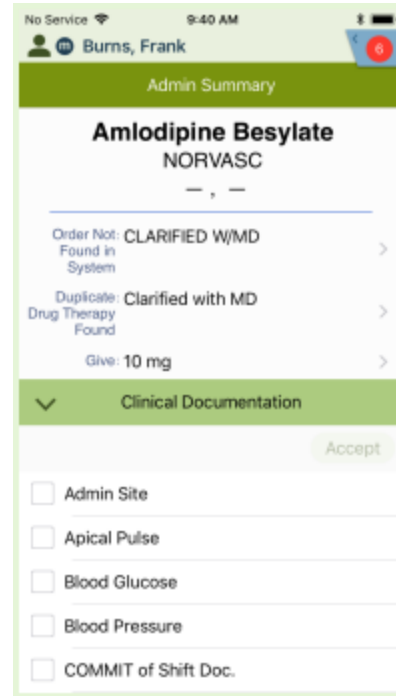 No Service 9:40 AM
m Burns, Frank 6
Admin Summary
Amlodipine Besylate
NORVASC
— , —
Order Not Found in System: CLARIFIED W/MD
Duplicate Drug Therapy Found: Clarified with MD
Give: 10 mg
Clinical Documentation
Accept
Admin Site
Apical Pulse
Blood Glucose
Blood Pressure
COMMIT of Shift Doc.